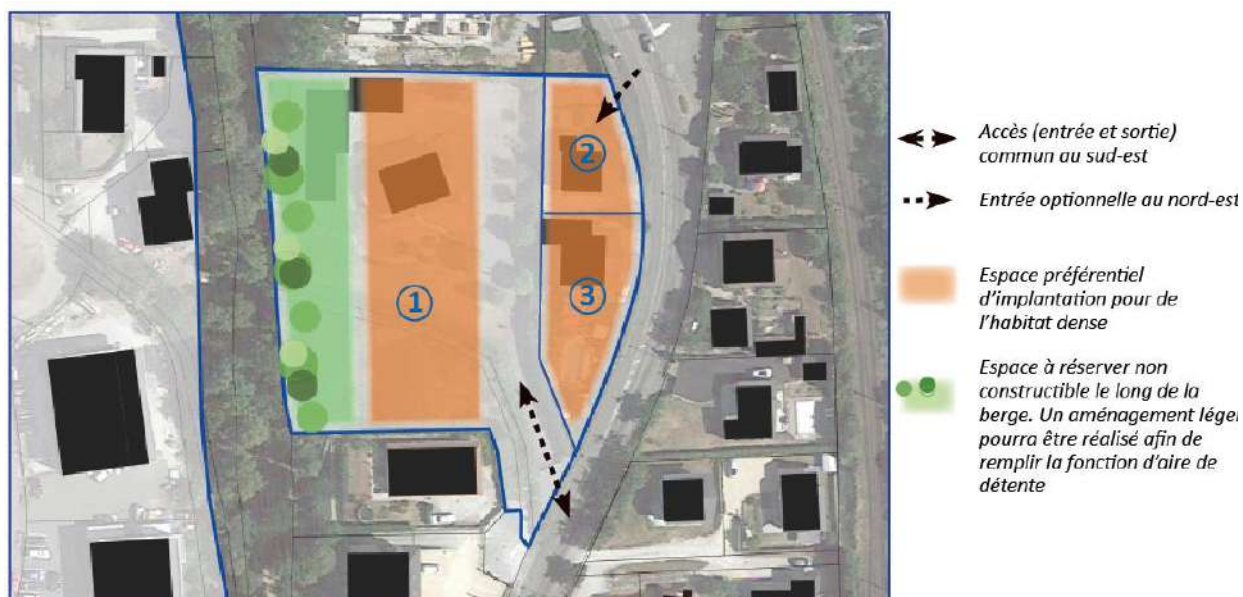 ①
②
③
Accès (entrée et sortie)
commun au sud-est
Entrée optionnelle au nord-est
Espace préférentiel
d'implantation pour de
l'habitat dense
Espace à réserver non
constructible le long de la
berge. Un aménagement léger
pourra être réalisé afin de
remplir la fonction d'aire de
détente